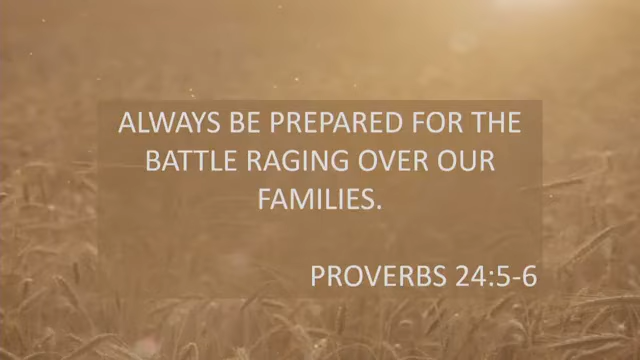 ALWAYS BE PREPARED FOR THE
BATTLE RAGING OVER OUR
FAMILIES.
PROVERBS 24:5-6